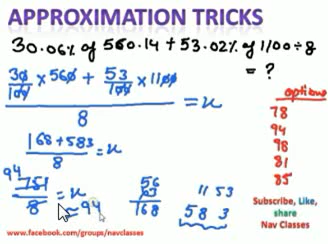 APPROXIMATION TRICKS
30.06% of 560.14 + 53.02% of 1100 ÷ 8
= ?
30/100 × 560 + 53/100 × 1100
8
= x
168 + 583
8
= x
94
751/8 = x
≈ 94
56
168
11 53
58 3
options
78
94
98
81
85
Subscribe, Like,
share
Nav Classes
www.facebook.com/groups/navclasses